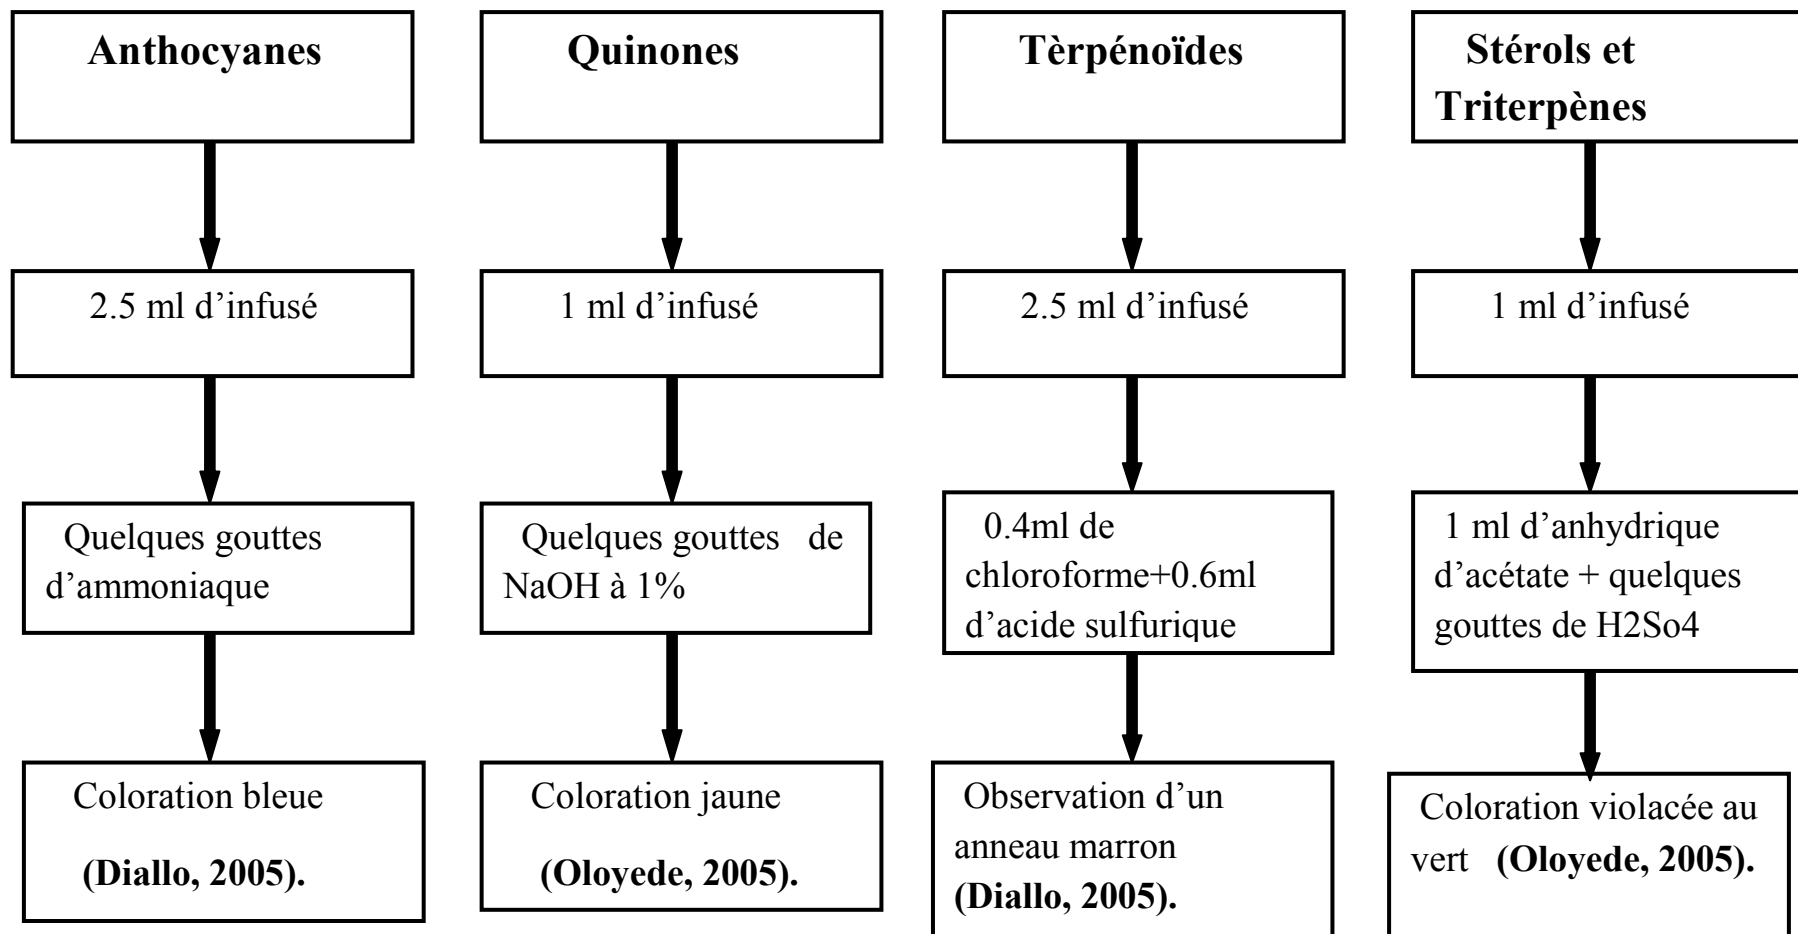 Anthocyanes
2.5 ml d’infusé
Quelques gouttes
d’ammoniaque
Coloration bleue
(Diallo, 2005).
Quinones
1 ml d’infusé
Quelques gouttes de
NaOH à 1%
Coloration jaune
(Oloyede, 2005).
Tèrpénoïdes
2.5 ml d’infusé
0.4ml de
chloroforme+0.6ml
d’acide sulfurique
Observation d’un
anneau marron
(Diallo, 2005).
Stérols et
Triterpènes
1 ml d’infusé
1 ml d’anhydrique
d’acétate + quelques
gouttes de H2So4
Coloration violacée au
vert (Oloyede, 2005).